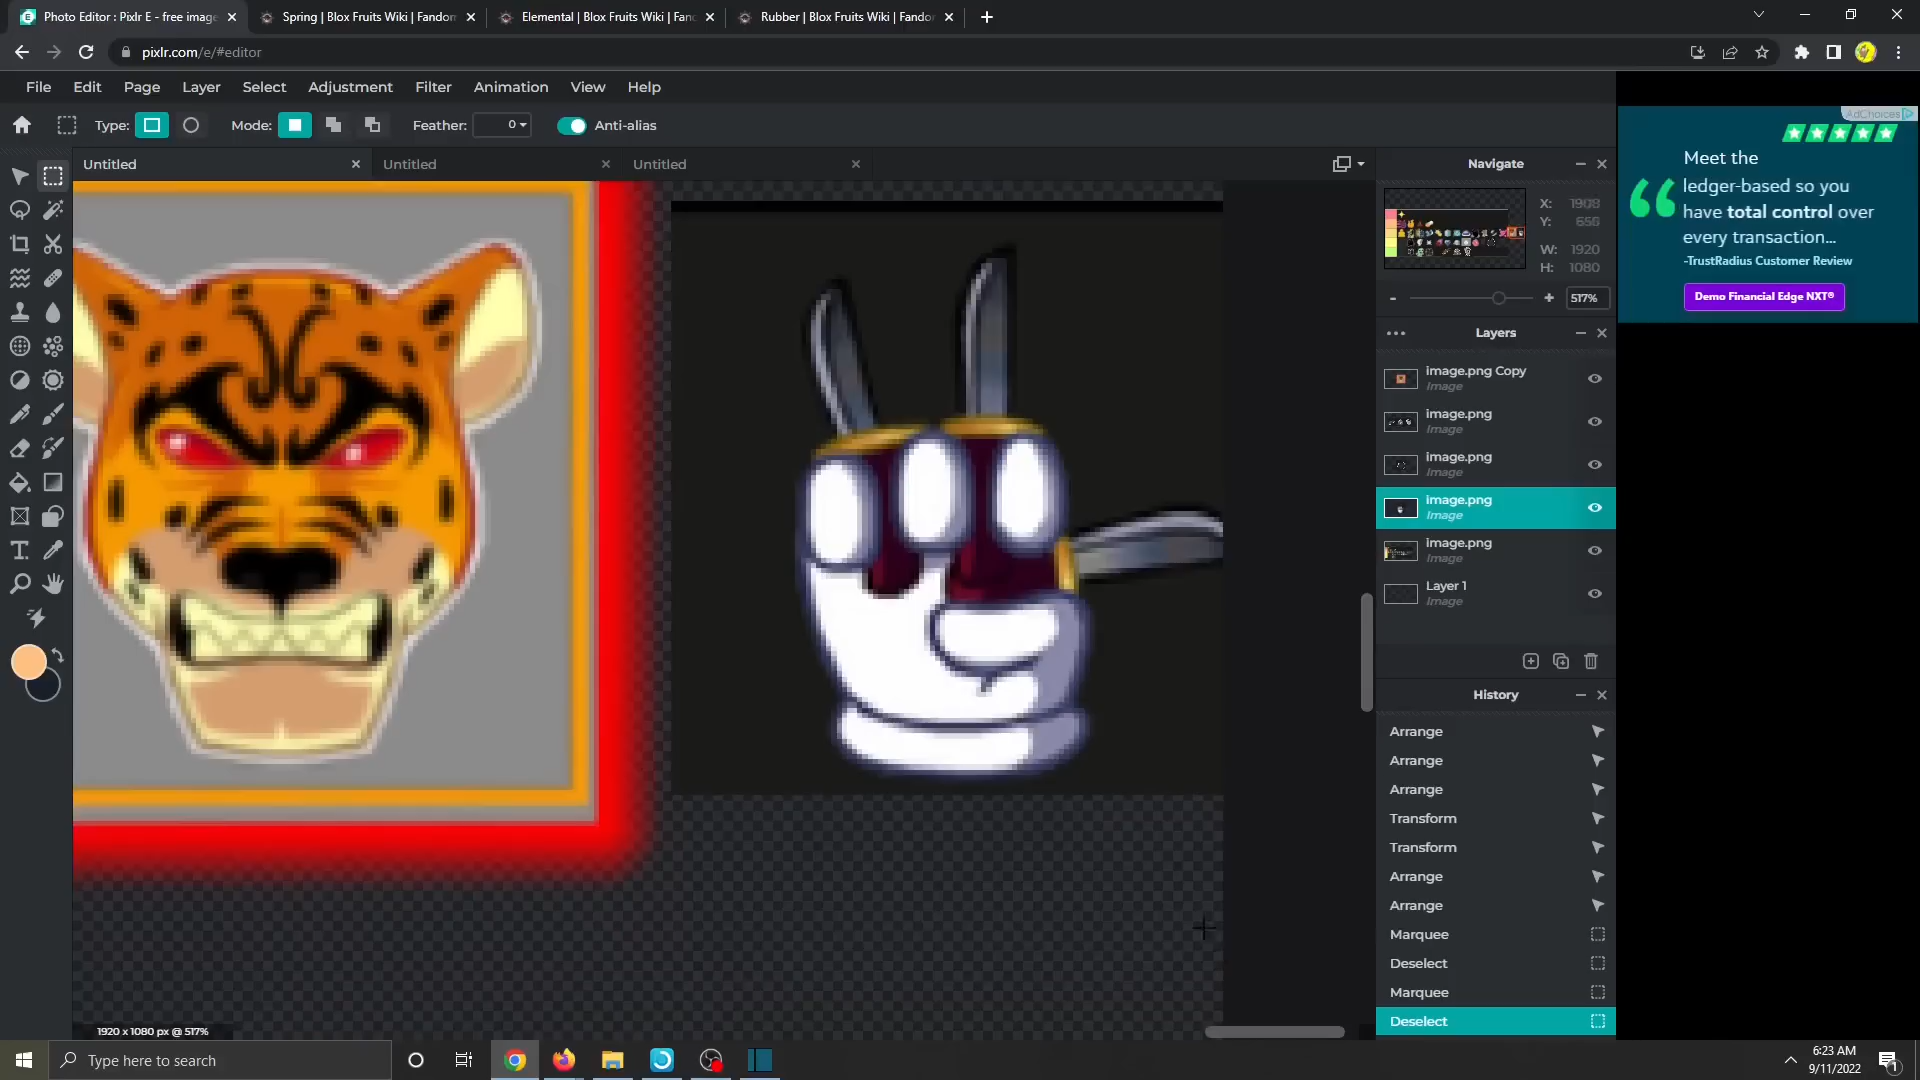 Photo Editor : Pixlr E - free image
Spring | Blox Fruits Wiki | Fandom
Elemental | Blox Fruits Wiki | Fand
Rubber | Blox Fruits Wiki | Fandom
pixlr.com/e/#editor
File Edit Page Layer Select Adjustment Filter Animation View Help
Type: Mode: Feather: 0 Anti-alias
Untitled
Untitled
Untitled
Navigate
X:
Y:
W: 1920
H: 1080
517%
Layers
image.png Copy
Image
image.png
Image
image.png
Image
image.png
Image
image.png
Image
Layer 1
Image
History
Arrange
Arrange
Arrange
Transform
Transform
Arrange
Arrange
Marquee
Deselect
Marquee
Deselect
AdChoices
Meet the
ledger-based so you
have total control over
every transaction...
-TrustRadius Customer Review
Demo Financial Edge NXT®
1920 x 1080 px @ 517%
Type here to search
6:23 AM
9/11/2022
1